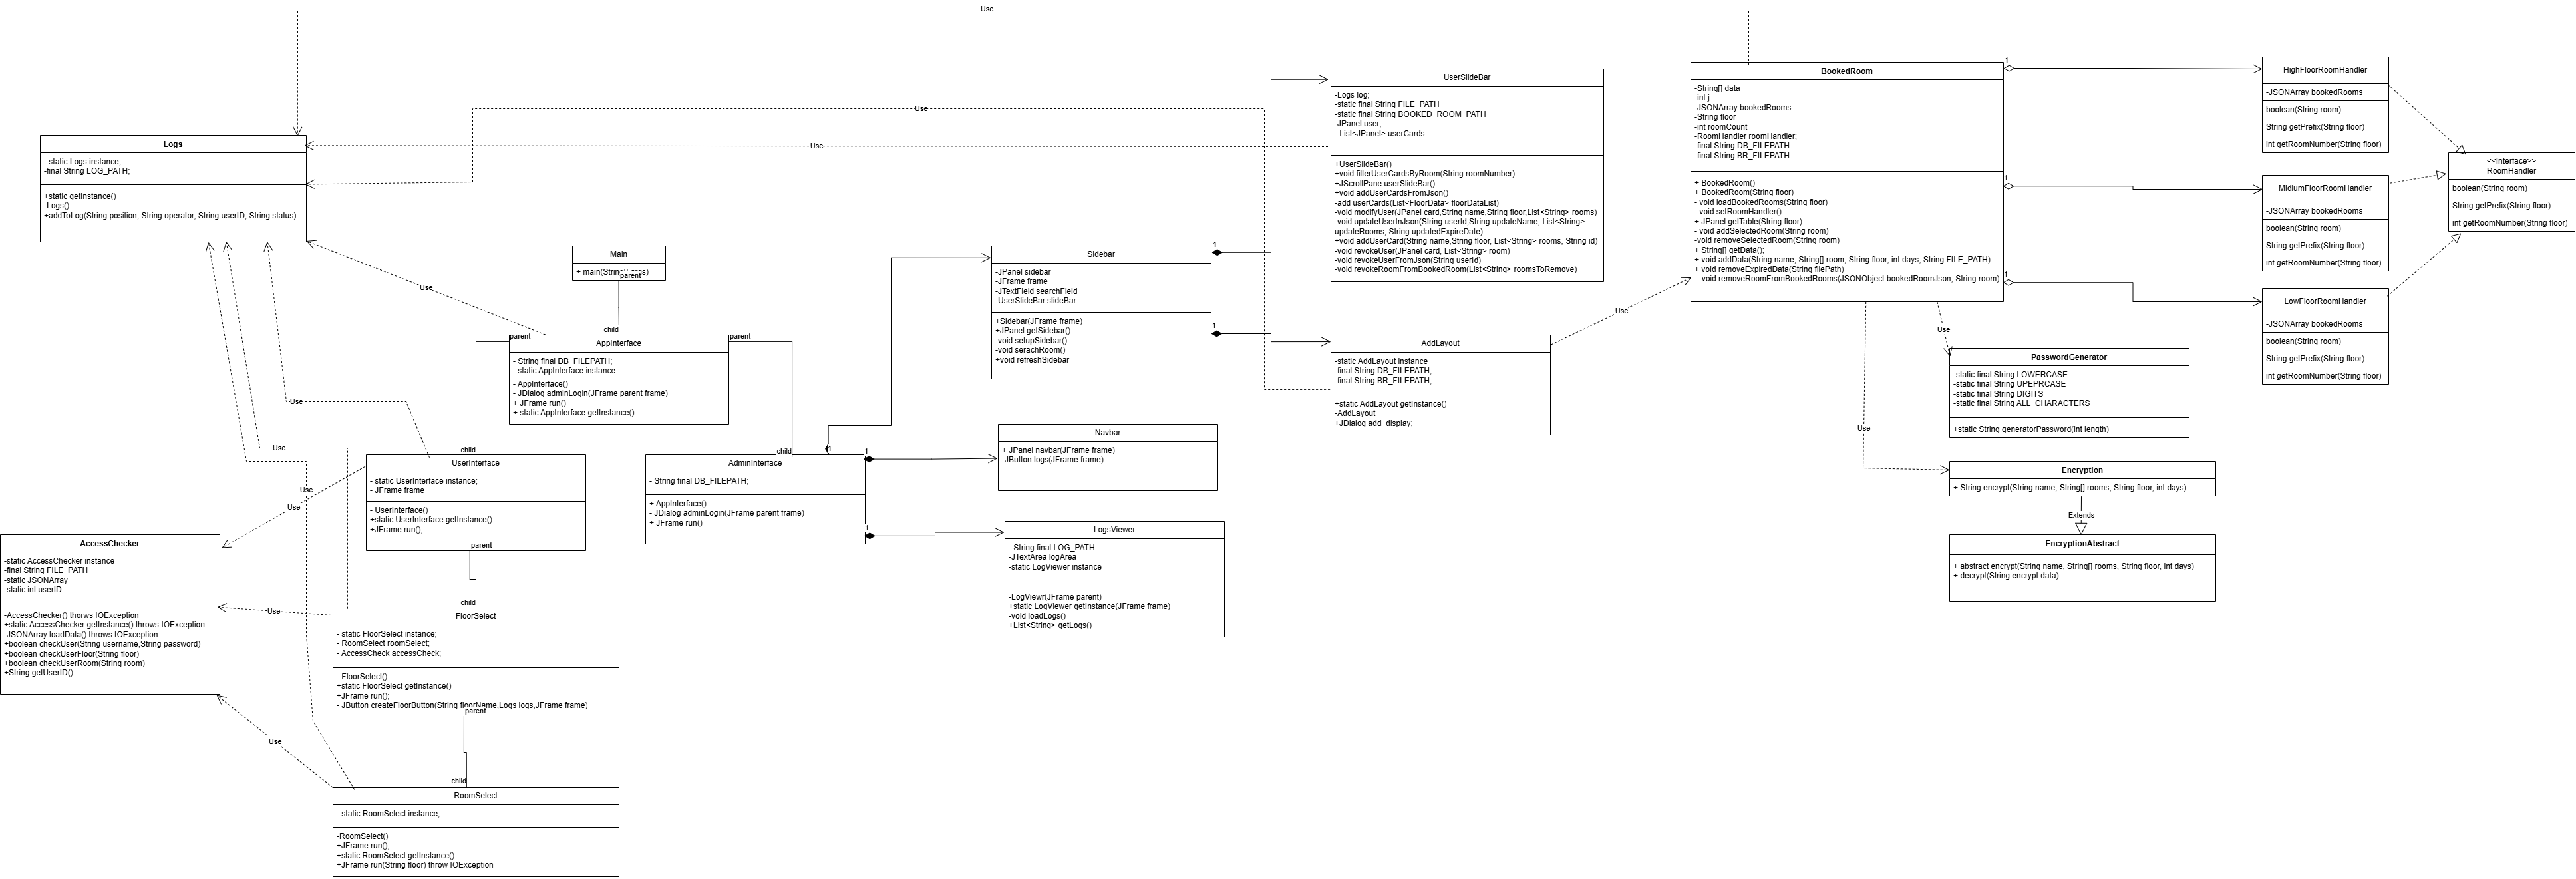 Use
Logs
- static Logs instance;
-final String LOG_PATH;
+static getInstance()
-Logs()
+addToLog(String position, String operator, String userID, String status)
Use
Use
Use
Main
+ main(String[] args)
parent
child
AppInterface
- String final DB_FILEPATH;
- static AppInterface instance
- AppInterface()
- JDialog adminLogin(JFrame parent frame)
+ JFrame run()
+ static AppInterface getInstance()
parent
parent
child
child
Use
Use
Use
Use
UserInterface
- static UserInterface instance;
- JFrame frame
- UserInterface()
+static UserInterface getInstance()
+JFrame run();
parent
child
AccessChecker
-static AccessChecker instance
-final String FILE_PATH
-static JSONArray
-static int userID
-AccessChecker() thorws IOException
+static AccessChecker getInstance() throws IOException
-JSONArray loadData() throws IOException
+boolean checkUser(String username,String password)
+boolean checkUserFloor(String floor)
+boolean checkUserRoom(String room)
+String getUserID()
Use
Use
FloorSelect
- static FloorSelect instance;
- RoomSelect roomSelect;
- AccessCheck accessCheck;
- FloorSelect()
+static FloorSelect getInstance()
+JFrame run();
- JButton createFloorButton(String floorName,Logs logs,JFrame frame)
parent
child
RoomSelect
- static RoomSelect instance;
-RoomSelect()
+JFrame run();
+static RoomSelect getInstance()
+JFrame run(String floor) throw IOException
AdminInterface
- String final DB_FILEPATH;
+ AppInterface()
- JDialog adminLogin(JFrame parent frame)
+ JFrame run()
1
1
1
Sidebar
-JPanel sidebar
-JFrame frame
-JTextField searchField
-UserSlideBar slideBar
+Sidebar(JFrame frame)
+JPanel getSidebar()
-void setupSidebar()
-void serachRoom()
+void refreshSidebar
1
1
Navbar
+ JPanel navbar(JFrame frame)
-JButton logs(JFrame frame)
LogsViewer
- String final LOG_PATH
-JTextArea logArea
-static LogViewer instance
-LogViewr(JFrame parent)
+static LogViewer getInstance(JFrame frame)
-void loadLogs()
+List<String> getLogs()
UserSlideBar
-Logs log;
-static final String FILE_PATH
-static final String BOOKED_ROOM_PATH
-JPanel user;
- List<JPanel> userCards
+UserSlideBar()
+void filterUserCardsByRoom(String roomNumber)
+JScrollPane userSlideBar()
+void addUserCardsFromJson()
-add userCards(List<FloorData> floorDataList)
-void modifyUser(JPanel card,String name,String floor,List<String> rooms)
-void updateUserInJson(String userId,String updateName, List<String>
updateRooms, String updatedExpireDate)
+void addUserCard(String name,String floor, List<String> rooms, String id)
-void revokeUser(JPanel card, List<String> room)
-void revokeUserFromJson(String userId)
-void revokeRoomFromBookedRoom(List<String> roomsToRemove)
AddLayout
-static AddLayout instance
-final String DB_FILEPATH;
-final String BR_FILEPATH;
+static AddLayout getInstance()
-AddLayout
+JDialog add_display;
Use
BookedRoom
-String[] data
-int j
-JSONArray bookedRooms
-String floor
-int roomCount
-RoomHandler roomHandler;
-final String DB_FILEPATH
-final String BR_FILEPATH
+ BookedRoom()
+ BookedRoom(String floor)
- void loadBookedRooms(String floor)
- void setRoomHandler()
+ JPanel getTable(String floor)
- void addSelectedRoom(String room)
-void removeSelectedRoom(String room)
+ String[] getData();
+ void addData(String name, String[] room, String floor, int days, String FILE_PATH)
+ void removeExpiredData(String filePath)
- void removeRoomFromBookedRooms(JSONObject bookedRoomJson, String room)
1
1
1
Use
Use
PasswordGenerator
-static final String LOWERCASE
-static final String UPEPRCASE
-static final String DIGITS
-static final String ALL_CHARACTERS
+static String generatorPassword(int length)
Encryption
+ String encrypt(String name, String[] rooms, String floor, int days)
Extends
EncryptionAbstract
+ abstract encrypt(String name, String[] rooms, String floor, int days)
+ decrypt(String encrypt data)
HighFloorRoomHandler
-JSONArray bookedRooms
boolean(String room)
String getPrefix(String floor)
int getRoomNumber(String floor)
MidiumFloorRoomHandler
-JSONArray bookedRooms
boolean(String room)
String getPrefix(String floor)
int getRoomNumber(String floor)
LowFloorRoomHandler
-JSONArray bookedRooms
boolean(String room)
String getPrefix(String floor)
int getRoomNumber(String floor)
<<Interface>>
RoomHandler
boolean(String room)
String getPrefix(String floor)
int getRoomNumber(String floor)